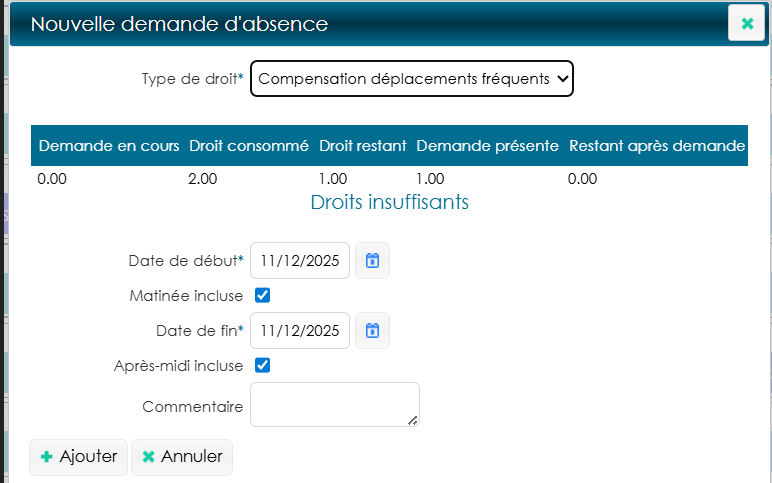 Nouvelle demande d'absence
Type de droit* Compensation déplacements fréquents
Demande en cours Droit consommé Droit restant Demande présente Restant après demande
0.00 2.00 1.00 1.00 0.00
Droits insuffisants
Date de début* 11/12/2025
Matinée incluse
Date de fin* 11/12/2025
Après-midi incluse
Commentaire
Ajouter Annuler